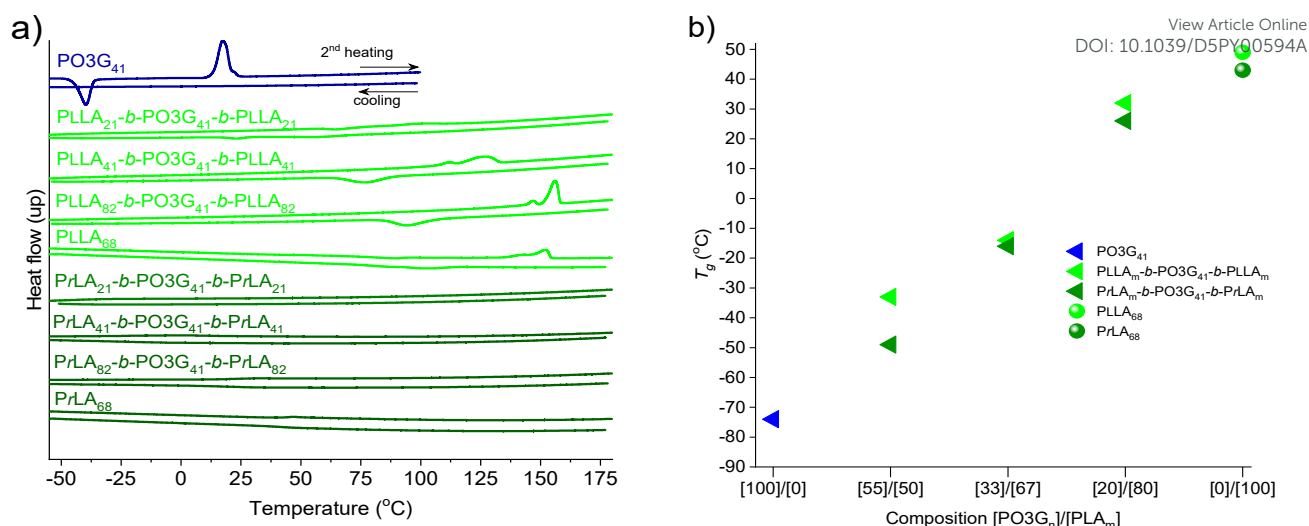 a)
PO3G41
2nd heating
cooling
PLLA21-b-PO3G41-b-PLLA21
PLLA41-b-PO3G41-b-PLLA41
PLLA82-b-PO3G41-b-PLLA82
PLLA68
PrLA21-b-PO3G41-b-PrLA21
PrLA41-b-PO3G41-b-PrLA41
PrLA82-b-PO3G41-b-PrLA82
PrLA68
Heat flow (up)
-50 -25 0 25 50 75 100 125 150 175
Temperature (°C)
b)
View Article Online
DOI: 10.1039/D5PY00594A
50
40
30
20
10
0
-10
-20
-30
-40
-50
-60
-70
-80
-90
Tg (°C)
PO3G41
PLLAm-b-PO3G41-b-PLLAm
PrLAm-b-PO3G41-b-PrLAm
PLLA68
PrLA68
[100]/[0] [55]/[50] [33]/[67] [20]/[80] [0]/[100]
Composition [PO3Gn]/[PLAm]